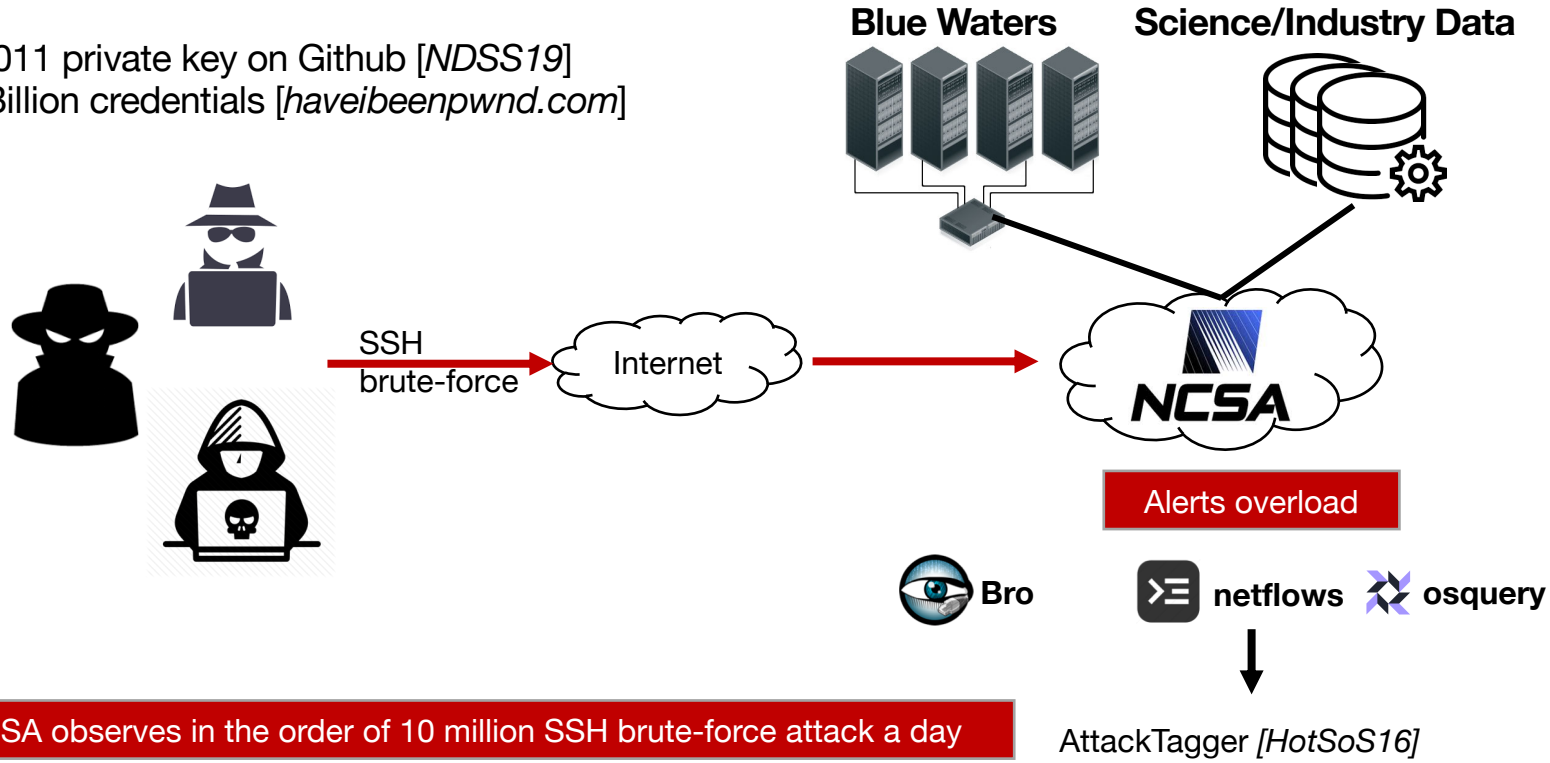 Blue Waters
Science/Industry Data
011 private key on Github [NDSS19]
Billion credentials [haveibeenpwnd.com]
SSH
brute-force
Internet
NCSA
Alerts overload
Bro
netflows
osquery
SA observes in the order of 10 million SSH brute-force attack a day
AttackTagger [HotSoS16]